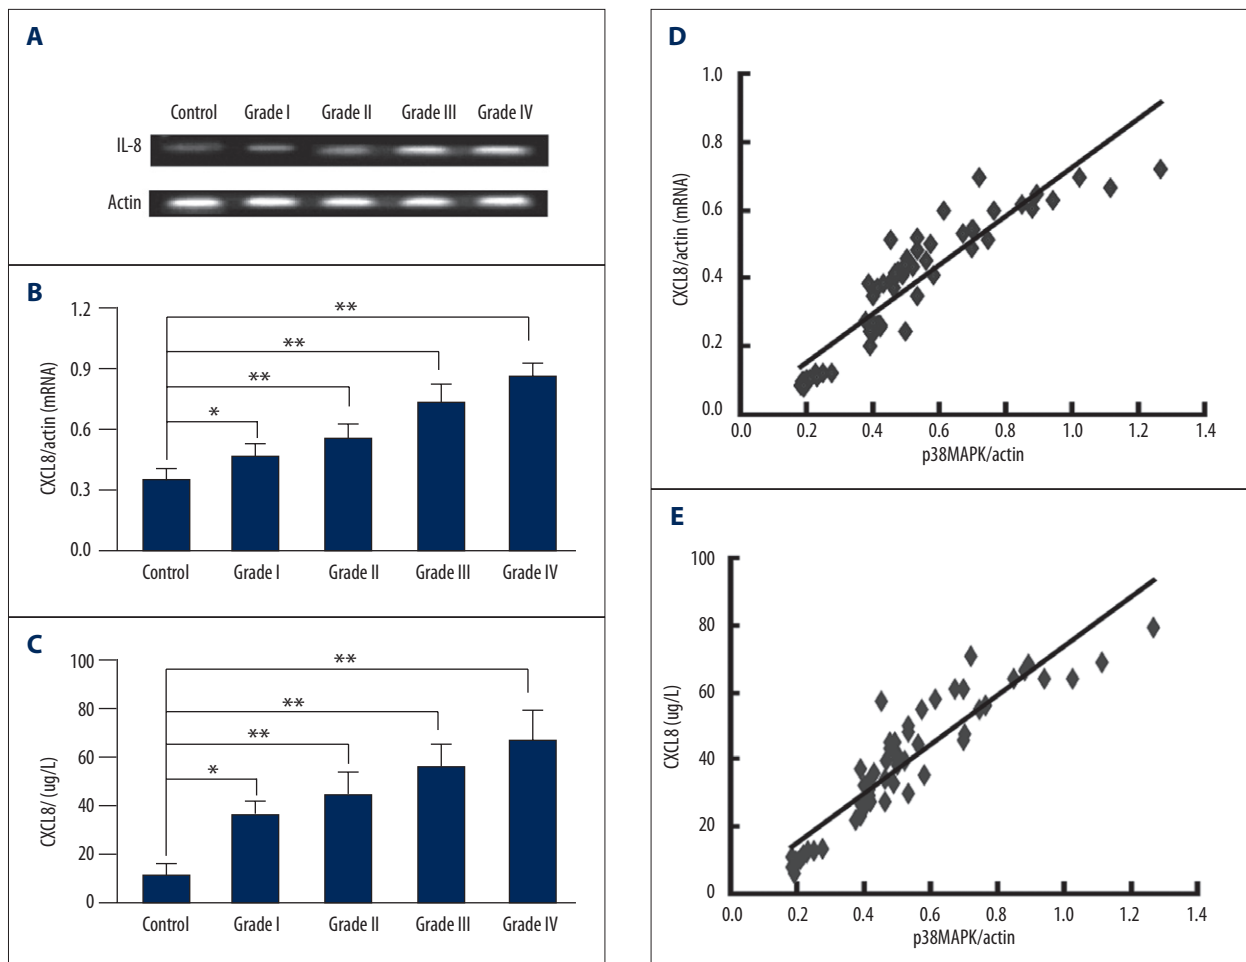 A
Control Grade I Grade II Grade III Grade IV
IL-8
Actin
B
CXCL8/actin (mRNA)
1.2
0.9
0.6
0.3
0.0
**
**
**
*
Control Grade I Grade II Grade III Grade IV
C
CXCL8/ (ug/L)
100
80
60
40
20
0
**
**
**
*
Control Grade I Grade II Grade III Grade IV
D
CXCL8/actin (mRNA)
1.0
0.8
0.6
0.4
0.2
0.0
0.0 0.2 0.4 0.6 0.8 1.0 1.2 1.4
p38MAPK/actin
E
CXCL8 (ug/L)
100
80
60
40
20
0
0.0 0.2 0.4 0.6 0.8 1.0 1.2 1.4
p38MAPK/actin